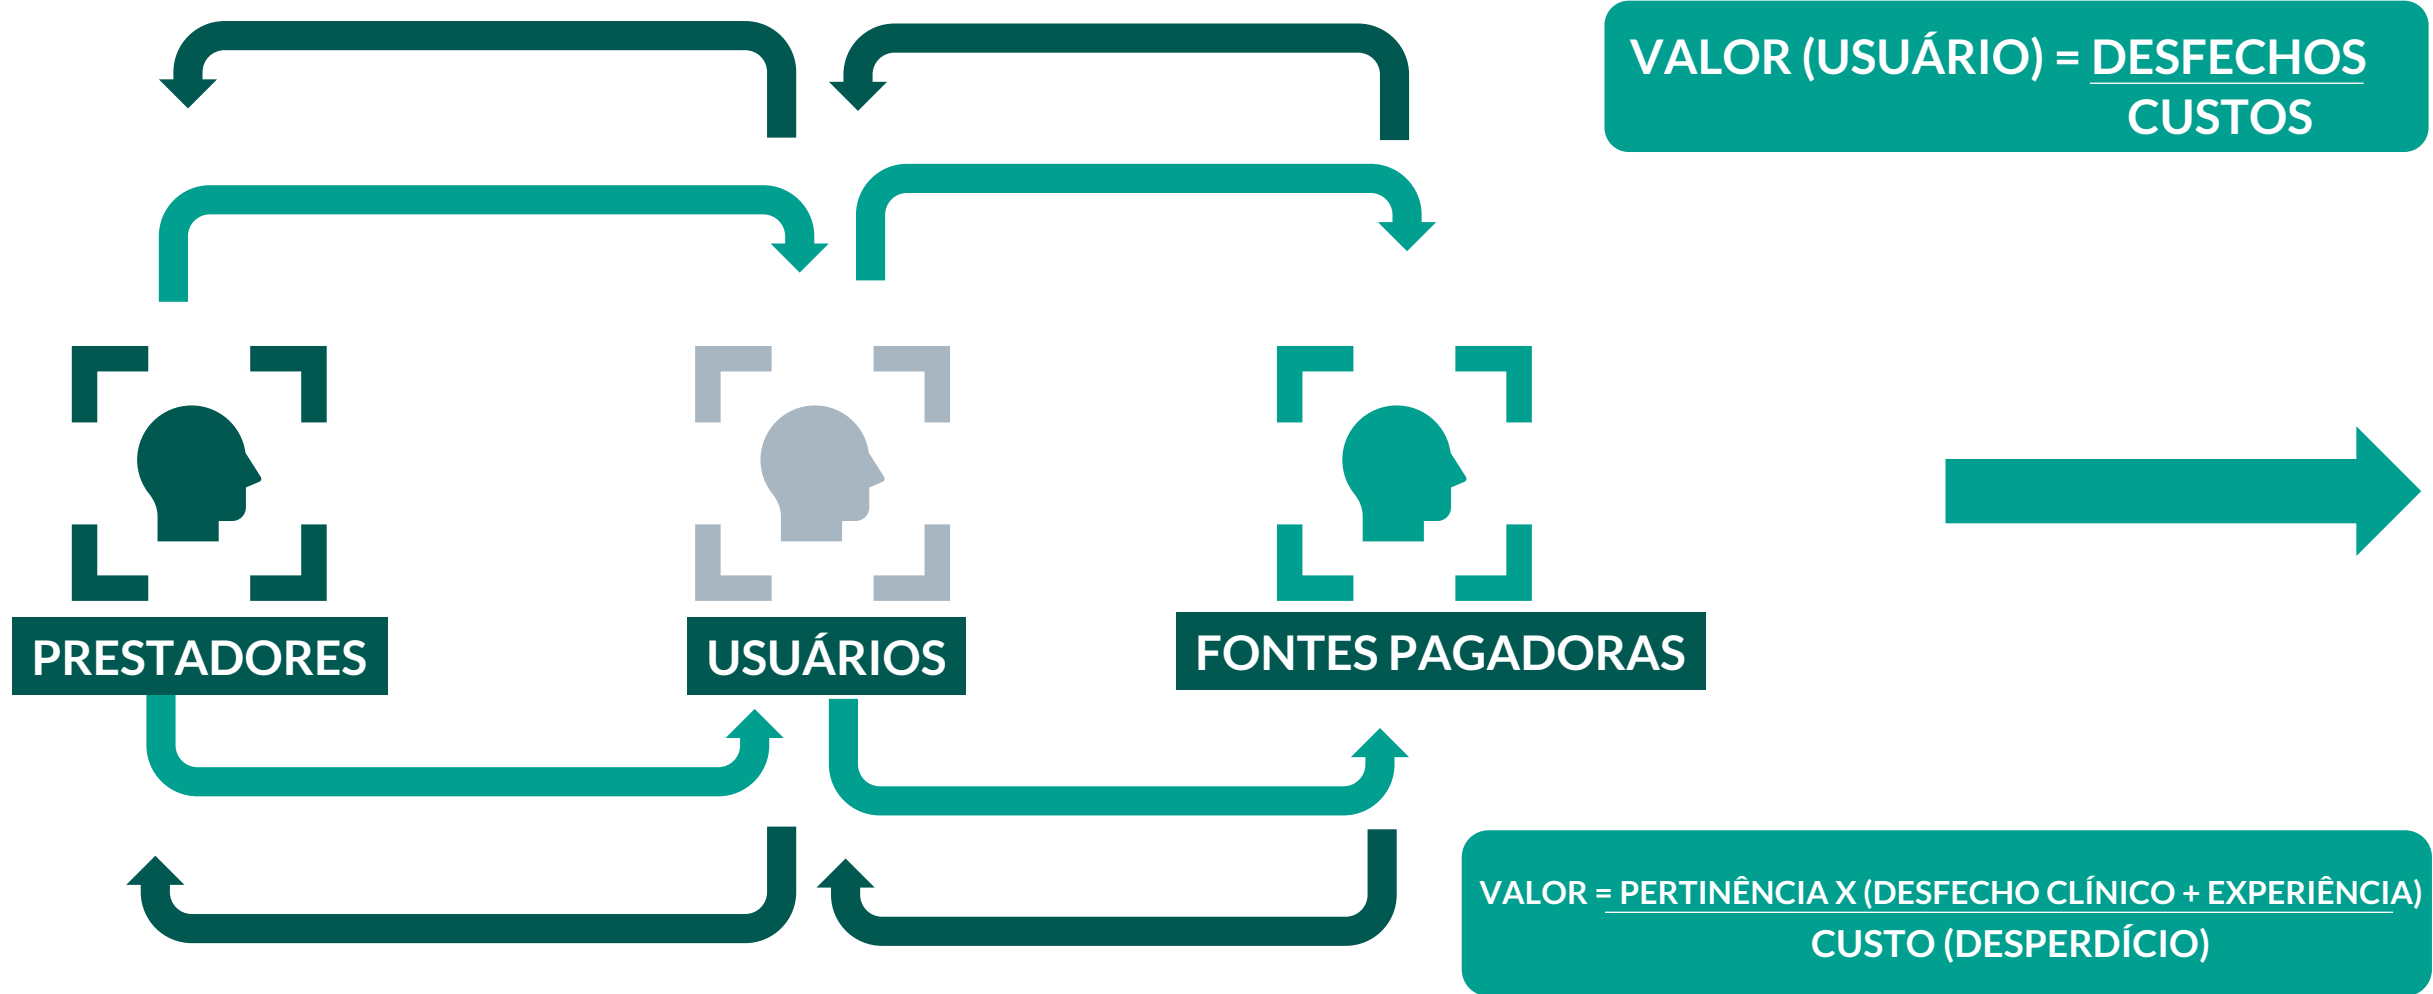 VALOR (USUÁRIO) = DESFECHOS
CUSTOS
PRESTADORES
USUÁRIOS
FONTES PAGADORAS
VALOR = PERTINÊNCIA X (DESFECHO CLÍNICO + EXPERIÊNCIA)
CUSTO (DESPERDÍCIO)